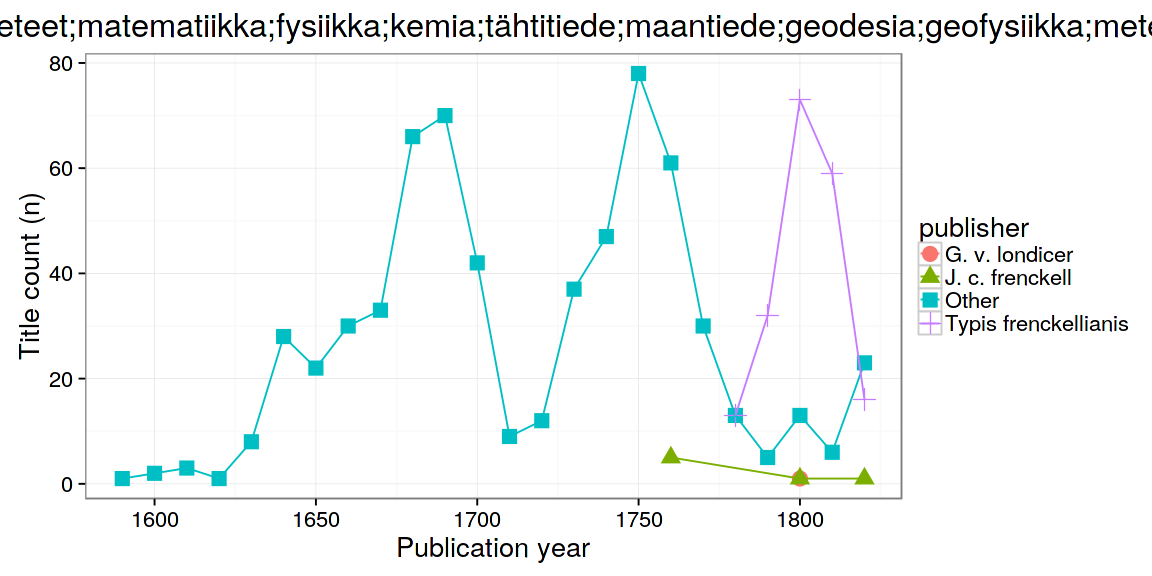 eteet;matematiikka;fysiikka;kemia;tähtitiede;maantiede;geodesia;geofysiikka;mete
80
60
40
20
0
Title count (n)
1600 1650 1700 1750 1800
Publication year
publisher
G. v. londicer
J. c. frenckell
Other
Typis frenckellianis